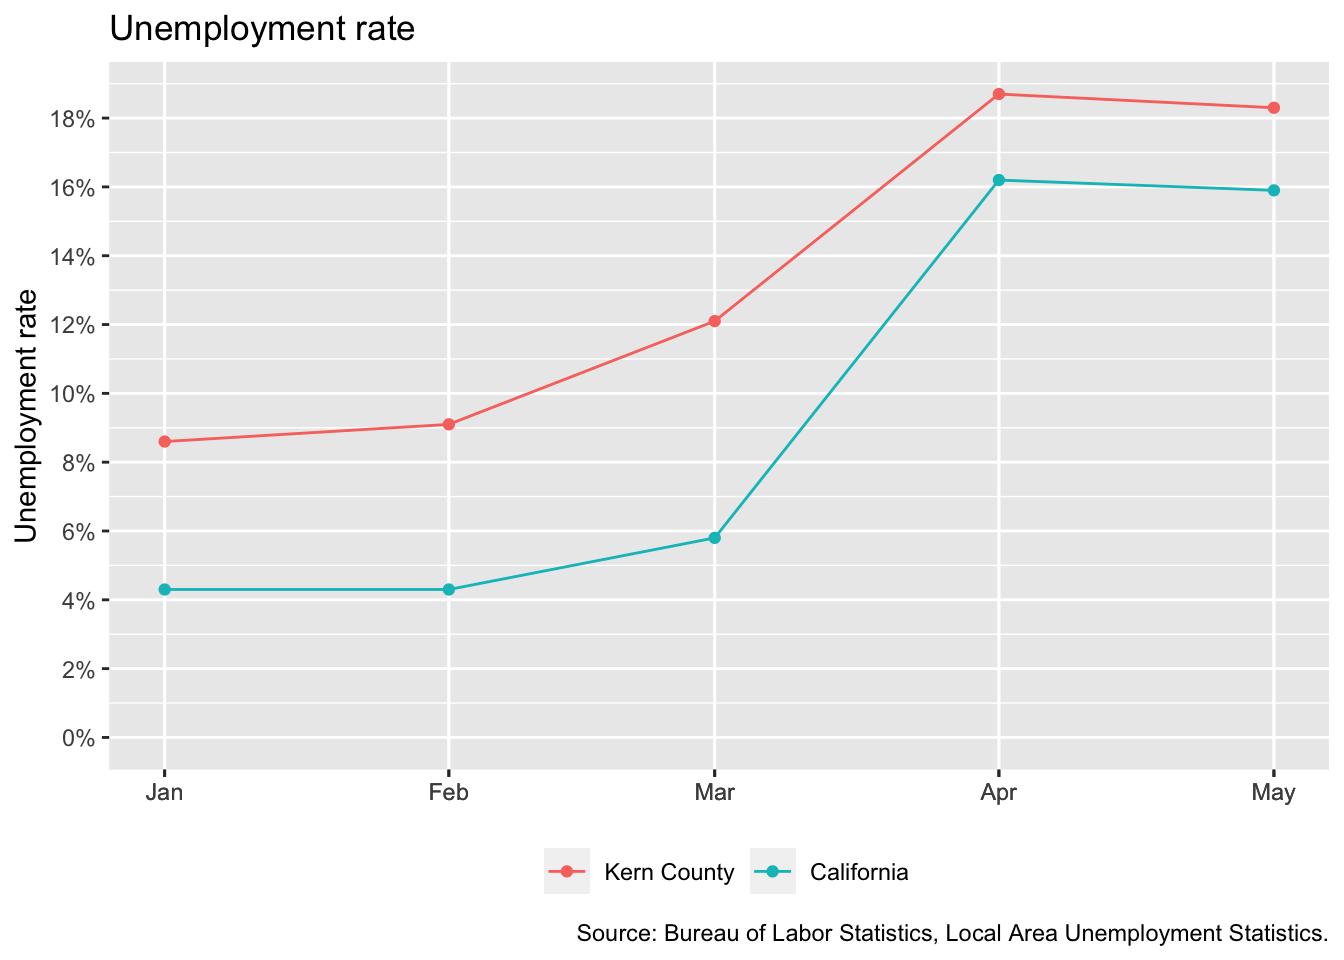 Unemployment rate
Unemployment rate
18%
16%
14%
12%
10%
8%
6%
4%
2%
0%
Jan Feb Mar Apr May
Kern County California
Source: Bureau of Labor Statistics, Local Area Unemployment Statistics.